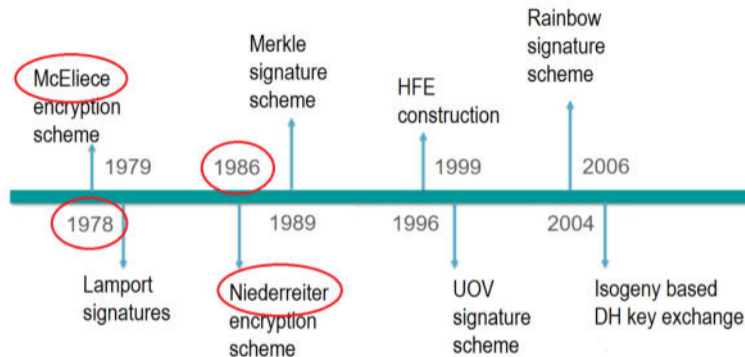 McEliece
encryption
scheme
Merkle
signature
scheme
HFE
construction
Rainbow
signature
scheme
1979
1986
1999
2006
1978
1989
1996
2004
Lamport
signatures
Niederreiter
encryption
scheme
UOV
signature
scheme
Isogeny based
DH key exchange